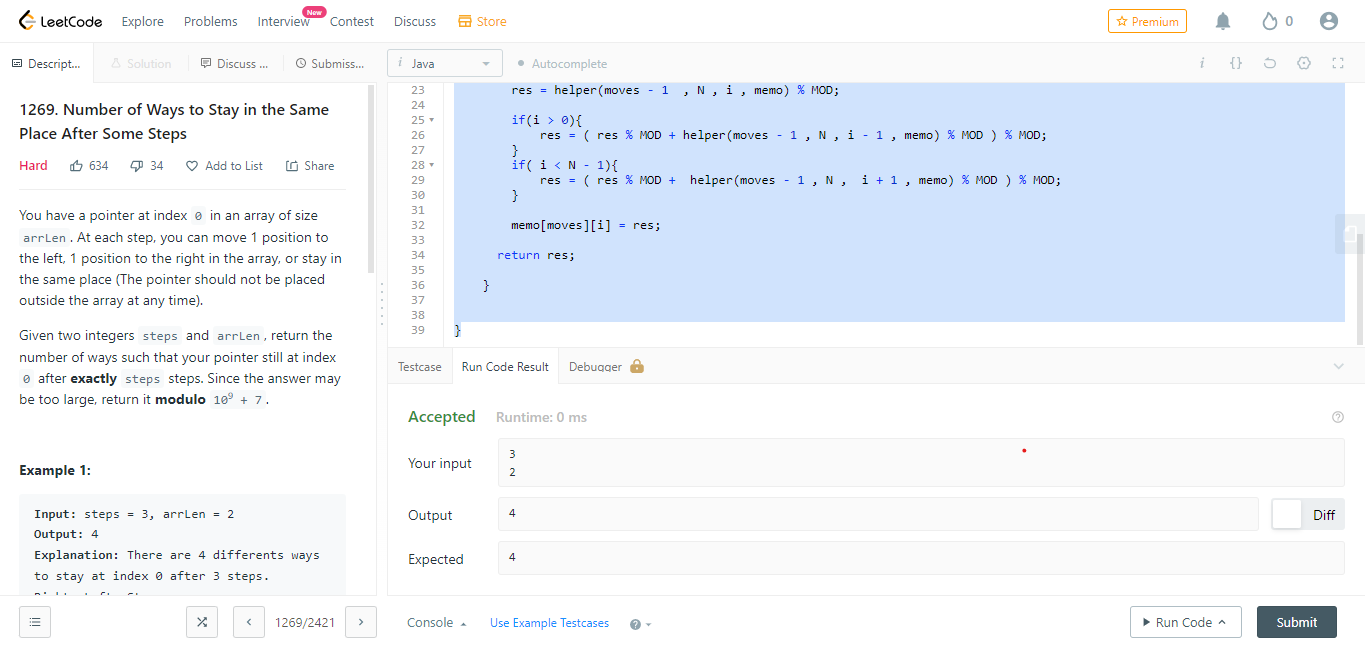 LeetCode Explore Problems Interview New Contest Discuss Store Premium 0
Descript... Solution Discuss ... Submiss... i Java Autocomplete i {}
1269. Number of Ways to Stay in the Same
Place After Some Steps
Hard 634 34 Add to List Share
You have a pointer at index 0 in an array of size
arrLen . At each step, you can move 1 position to
the left, 1 position to the right in the array, or stay in
the same place (The pointer should not be placed
outside the array at any time).
Given two integers steps and arrLen , return the
number of ways such that your pointer still at index
0 after exactly steps steps. Since the answer may
be too large, return it modulo 10^9 + 7 .
Example 1:
Input: steps = 3, arrLen = 2
Output: 4
Explanation: There are 4 differents ways
to stay at index 0 after 3 steps.
23 res = helper(moves - 1 , N , i , memo) % MOD;
24
25 if(i > 0){
26 res = ( res % MOD + helper(moves - 1 , N , i - 1 , memo) % MOD ) % MOD;
27 }
28 if( i < N - 1){
29 res = ( res % MOD + helper(moves - 1 , N , i + 1 , memo) % MOD ) % MOD;
30 }
31
32 memo[moves][i] = res;
33
34 return res;
35
36 }
37
38
39 }
Testcase Run Code Result Debugger
Accepted Runtime: 0 ms
Your input 3
2
Output 4 Diff
Expected 4
1269/2421 Console Use Example Testcases Run Code Submit